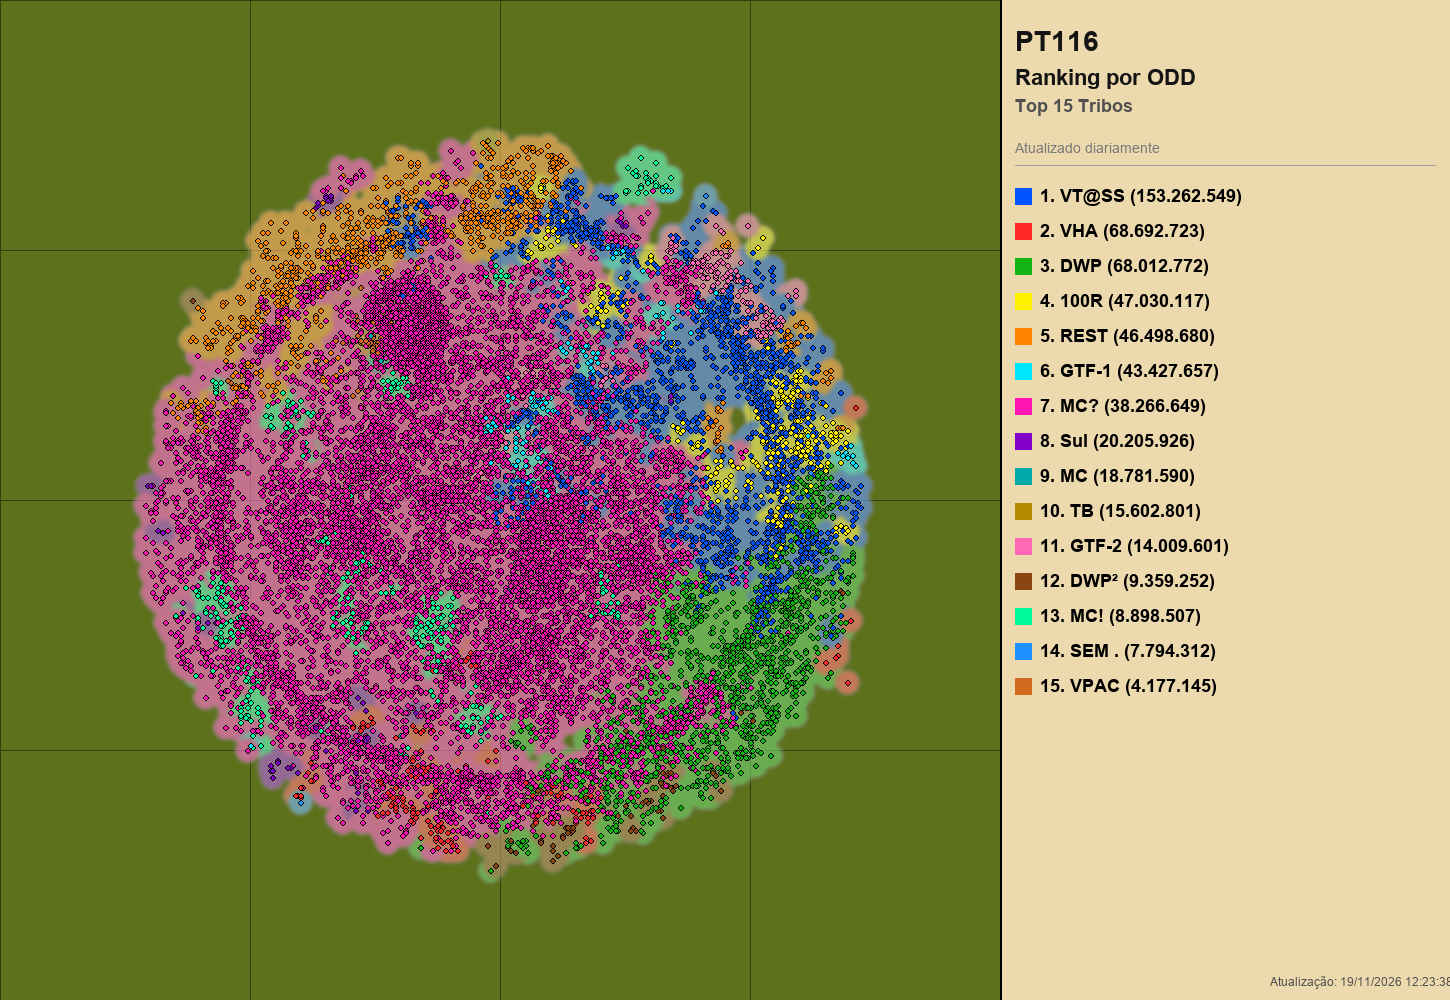 PT116
Ranking por ODD
Top 15 Tribos
Atualizado diariamente
1. VT@SS (153.262.549)
2. VHA (68.692.723)
3. DWP (68.012.772)
4. 100R (47.030.117)
5. REST (46.498.680)
6. GTF-1 (43.427.657)
7. MC? (38.266.649)
8. Sul (20.205.926)
9. MC (18.781.590)
10. TB (15.602.801)
11. GTF-2 (14.009.601)
12. DWP² (9.359.252)
13. MC! (8.898.507)
14. SEM . (7.794.312)
15. VPAC (4.177.145)
Atualização: 19/11/2026 12:23:38